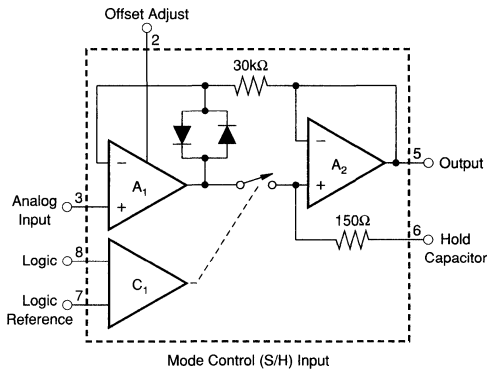 Offset Adjust
2
30kΩ
−
A1
+
−
A2
+
5 Output
3
Analog
Input
150Ω
6 Hold
Capacitor
8
Logic
C1
7
Logic
Reference
Mode Control (S/H) Input